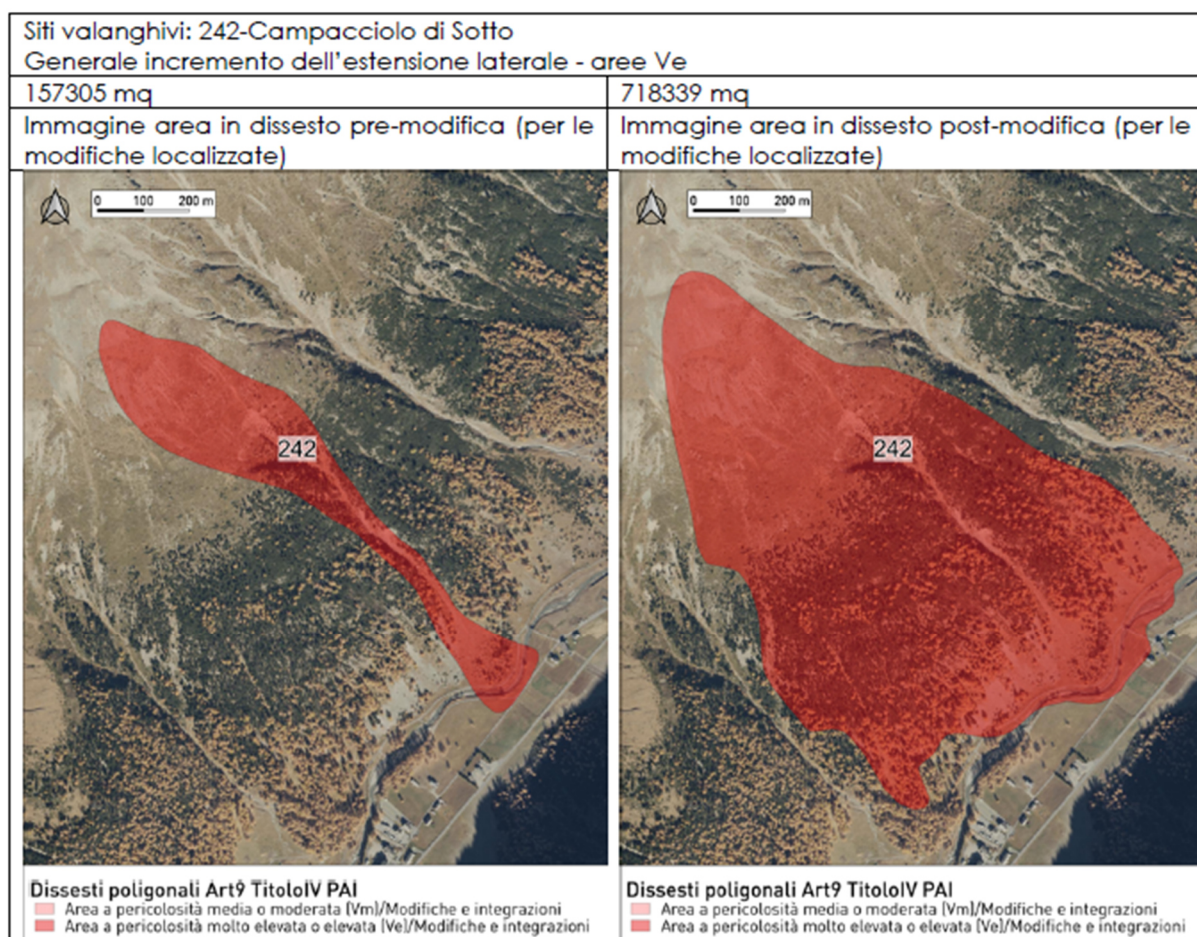 Siti valanghivi: 242-Campacciolo di Sotto
Generale incremento dell'estensione laterale - aree Ve
157305 mq
718339 mq
Immagine area in dissesto pre-modifica (per le
modifiche localizzate)
Immagine area in dissesto post-modifica (per le
modifiche localizzate)
0 100 200 m
242
0 100 200 m
242
Dissesti poligonali Art9 TitoloIV PAI
Area a pericolosità media o moderata (Vm)/Modifiche e integrazioni
Area a pericolosità molto elevata o elevata (Ve)/Modifiche e integrazioni
Dissesti poligonali Art9 TitoloIV PAI
Area a pericolosità media o moderata (Vm)/Modifiche e integrazioni
Area a pericolosità molto elevata o elevata (Ve)/Modifiche e integrazioni